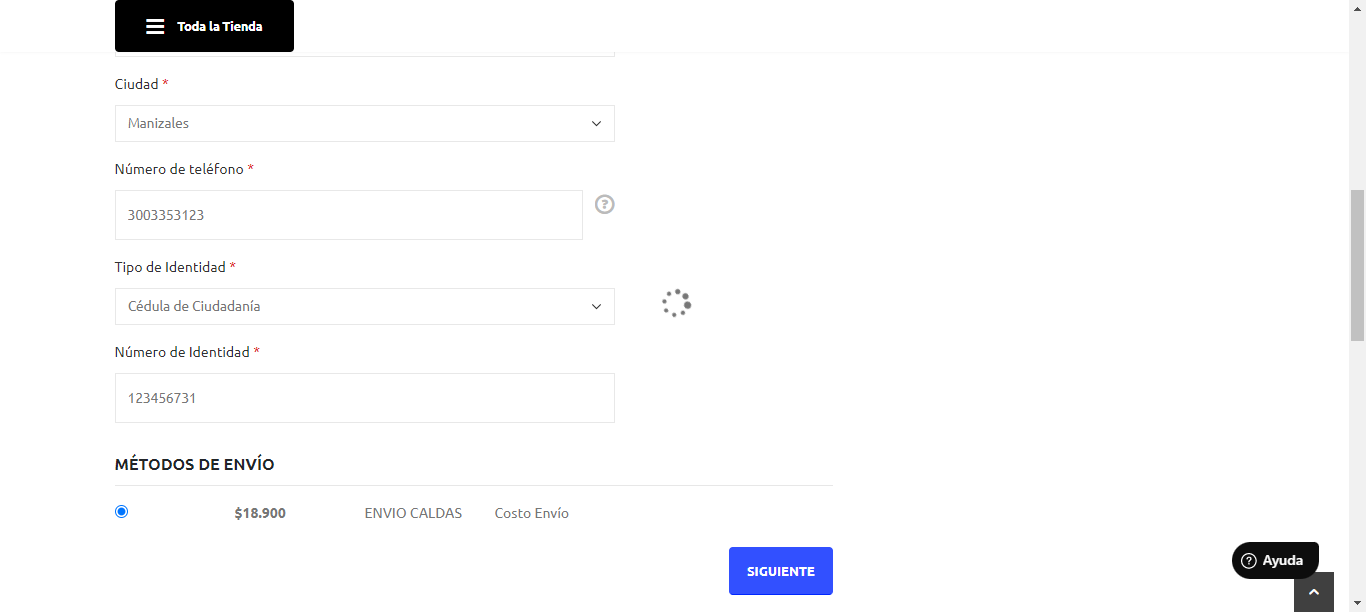 Toda la Tienda
Ciudad *
Manizales
Número de teléfono *
3003353123
?
Tipo de Identidad *
Cédula de Ciudadanía
Número de Identidad *
123456731
MÉTODOS DE ENVÍO
$18.900 ENVIO CALDAS Costo Envío
SIGUIENTE
? Ayuda